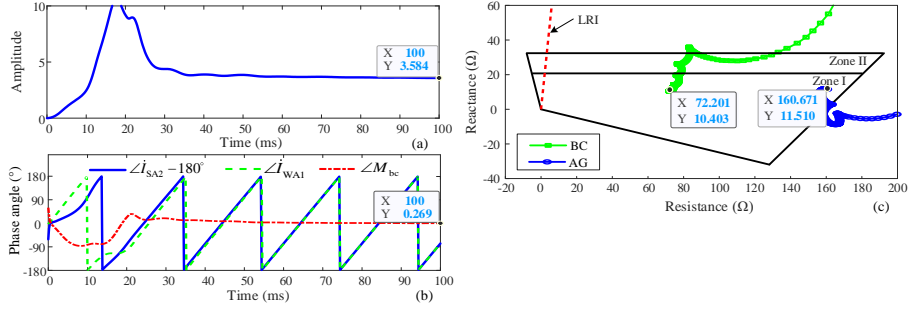 10
5
0
Amplitude
X 100
Y 3.584
0 10 20 30 40 50 60 70 80 90 100
Time (ms)
(a)
180
90
0
-90
-180
Phase angle (°)
∠İSA2 −180° ∠İWA1 ∠Mbc
X 100
Y 0.269
0 10 20 30 40 50 60 70 80 90 100
Time (ms)
(b)
60
40
20
0
-20
-40
Reactance (Ω)
LRI
Zone II
Zone I
X 72.201
Y 10.403
X 160.671
Y 11.510
BC
AG
-20 0 20 40 60 80 100 120 140 160 180 200
Resistance (Ω)
(c)